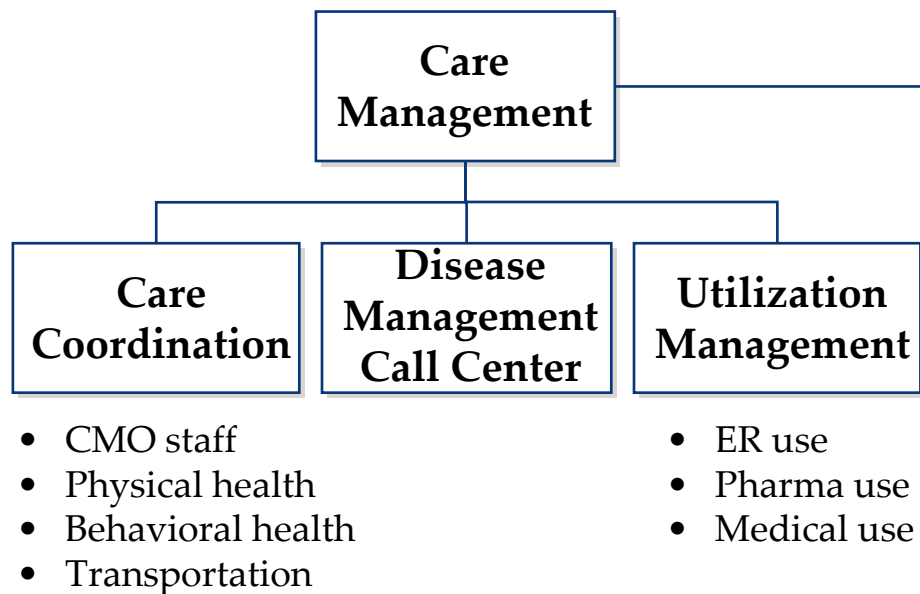 Care
Management
Care
Coordination
Disease
Management
Call Center
Utilization
Management
• CMO staff
• Physical health
• Behavioral health
• Transportation
• ER use
• Pharma use
• Medical use